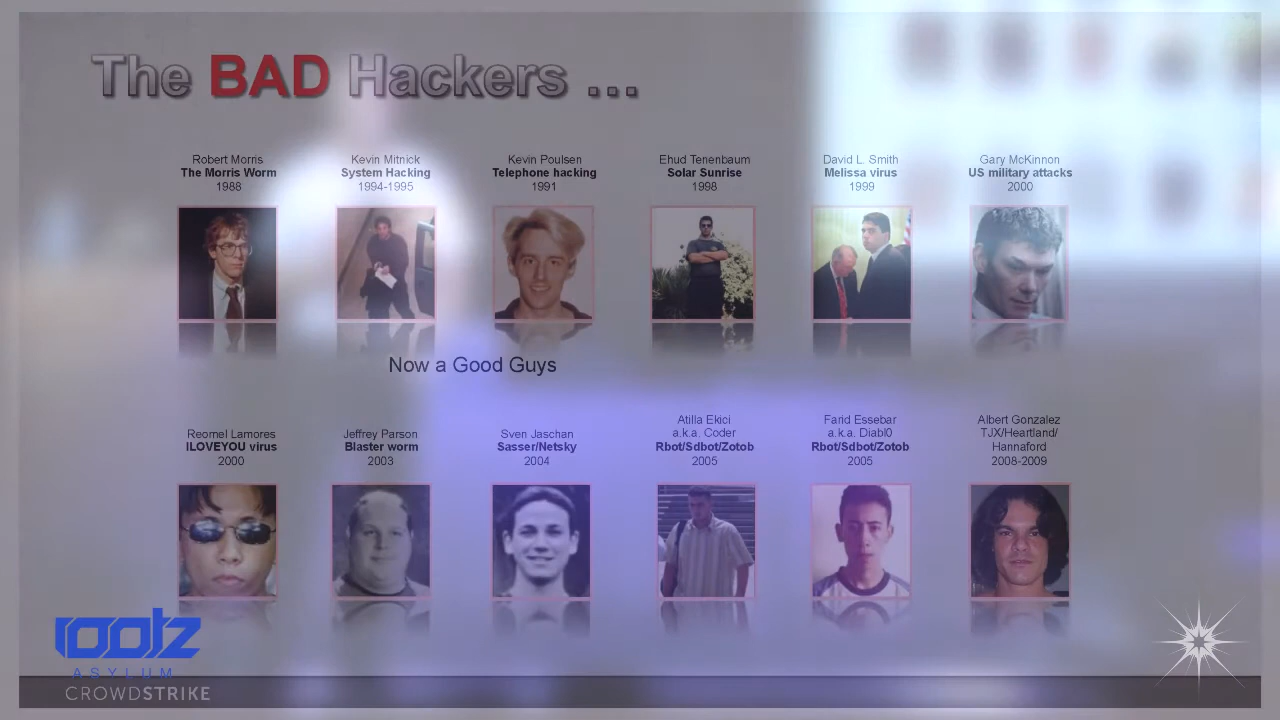 The BAD Hackers ...
Robert Morris
The Morris Worm
1988
Kevin Mitnick
System Hacking
1994-1995
Kevin Poulsen
Telephone hacking
1991
Ehud Tenenbaum
Solar Sunrise
1998
David L. Smith
Melissa virus
1999
Gary McKinnon
US military attacks
2000
Now a Good Guys
Reomel Lamores
ILOVEYOU virus
2000
Jeffrey Parson
Blaster worm
2003
Sven Jaschan
Sasser/Netsky
2004
Atilla Ekici
a.k.a. Coder
Rbot/Sdbot/Zotob
2005
Farid Essebar
a.k.a. Diabl0
Rbot/Sdbot/Zotob
2005
Albert Gonzalez
TJX/Heartland/
Hannaford
2008-2009
rootz
ASYLUM
CROWDSTRIKE